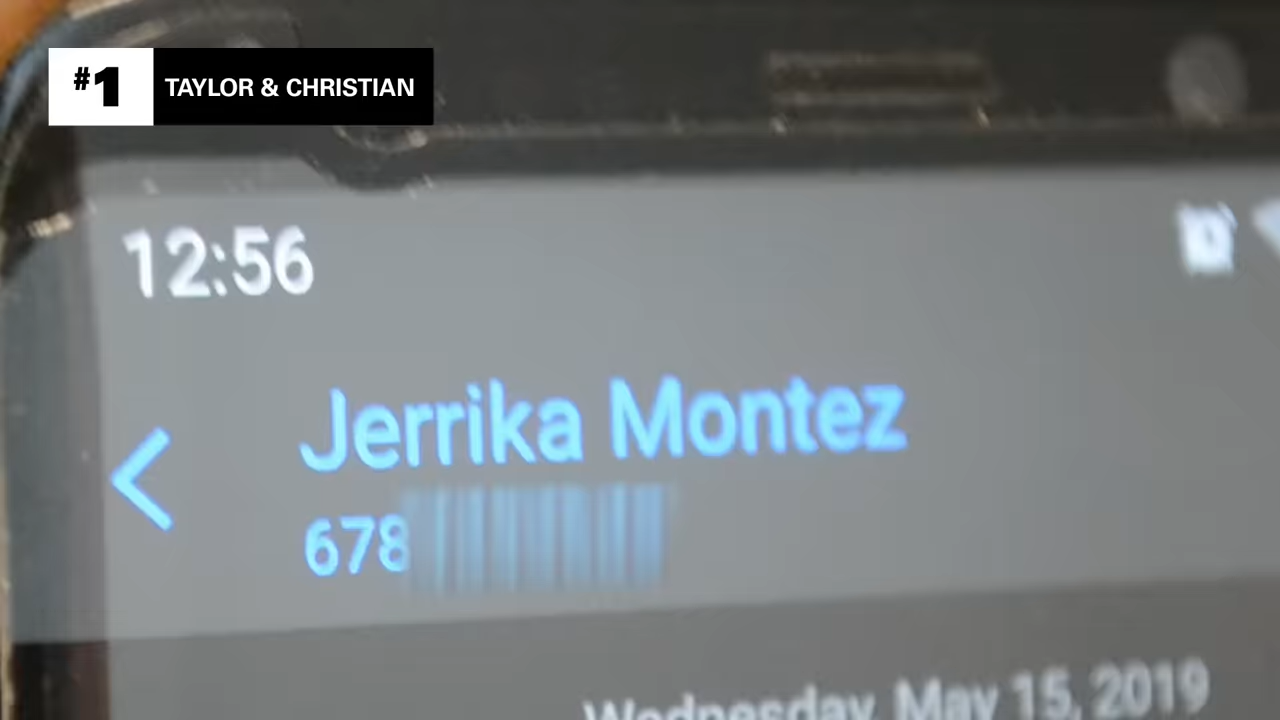 #1 TAYLOR & CHRISTIAN
12:56
Jerrika Montez
678
Wednesday, May 15, 2019